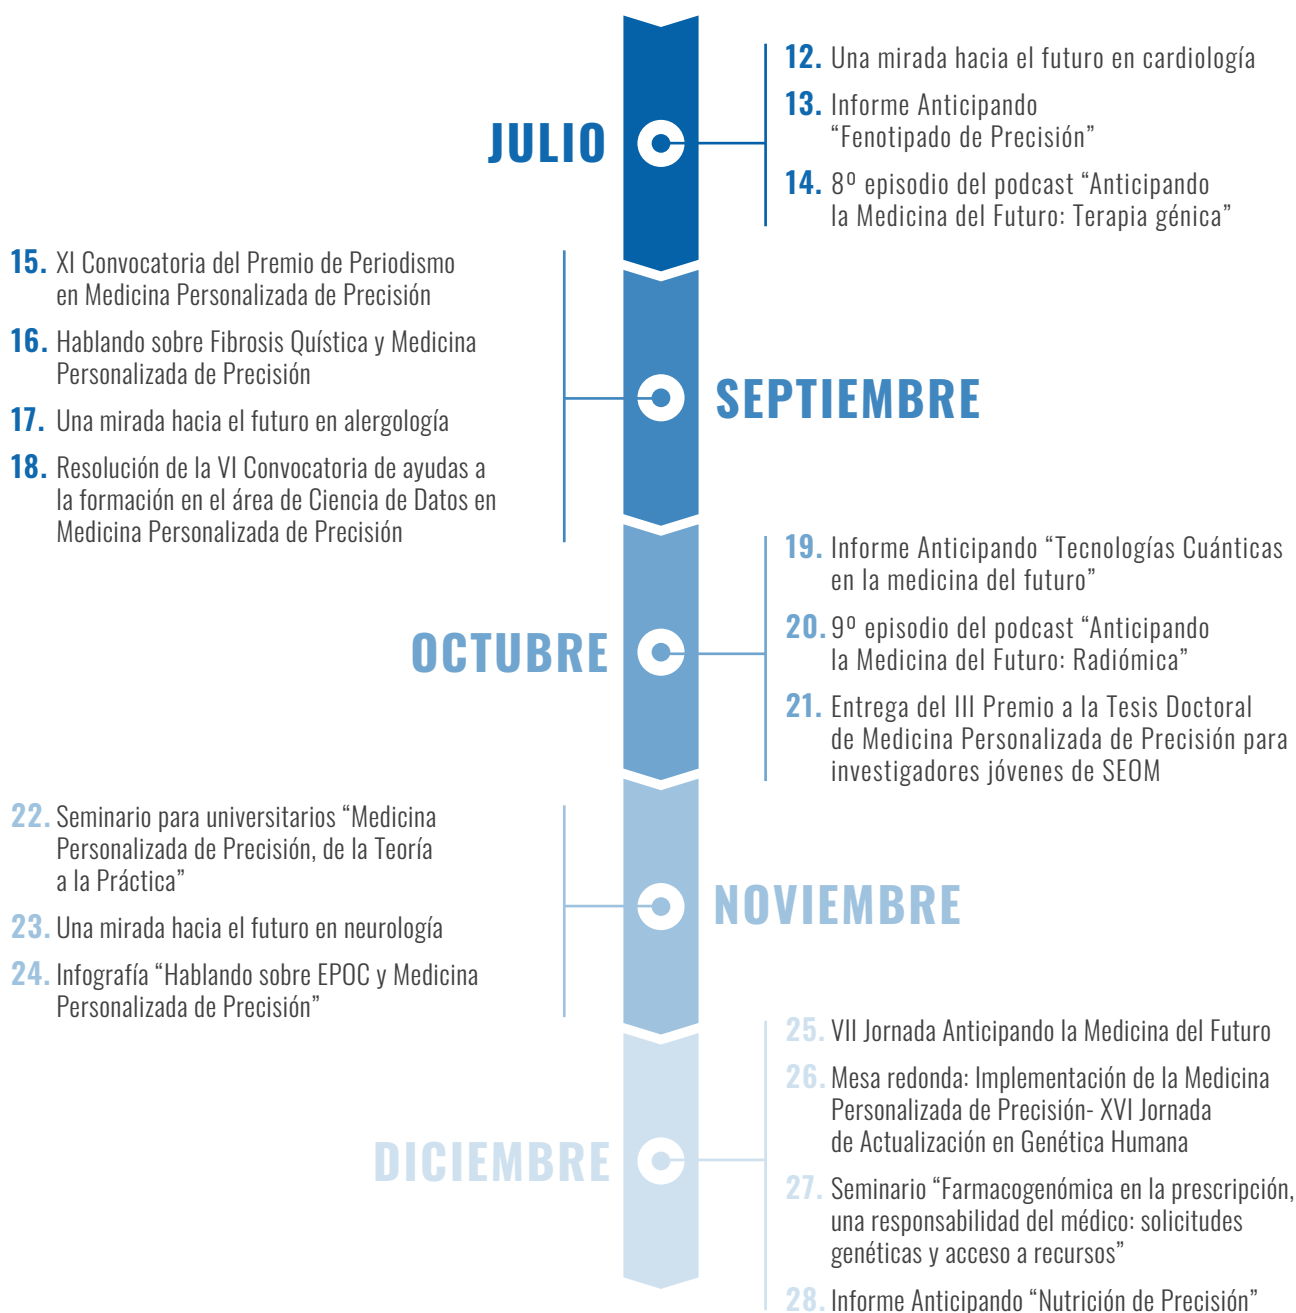 JULIO
12. Una mirada hacia el futuro en cardiología
13. Informe Anticipando
“Fenotipado de Precisión”
14. 8º episodio del podcast “Anticipando
la Medicina del Futuro: Terapia génica”
SEPTIEMBRE
15. XI Convocatoria del Premio de Periodismo
en Medicina Personalizada de Precisión
16. Hablando sobre Fibrosis Quística y Medicina
Personalizada de Precisión
17. Una mirada hacia el futuro en alergología
18. Resolución de la VI Convocatoria de ayudas a
la formación en el área de Ciencia de Datos en
Medicina Personalizada de Precisión
OCTUBRE
19. Informe Anticipando “Tecnologías Cuánticas
en la medicina del futuro”
20. 9º episodio del podcast “Anticipando
la Medicina del Futuro: Radiómica”
21. Entrega del III Premio a la Tesis Doctoral
de Medicina Personalizada de Precisión para
investigadores jóvenes de SEOM
NOVIEMBRE
22. Seminario para universitarios “Medicina
Personalizada de Precisión, de la Teoría
a la Práctica”
23. Una mirada hacia el futuro en neurología
24. Infografía “Hablando sobre EPOC y Medicina
Personalizada de Precisión”
DICIEMBRE
25. VII Jornada Anticipando la Medicina del Futuro
26. Mesa redonda: Implementación de la Medicina
Personalizada de Precisión- XVI Jornada
de Actualización en Genética Humana
27. Seminario “Farmacogenómica en la prescripción,
una responsabilidad del médico: solicitudes
genéticas y acceso a recursos”
28. Informe Anticipando “Nutrición de Precisión”